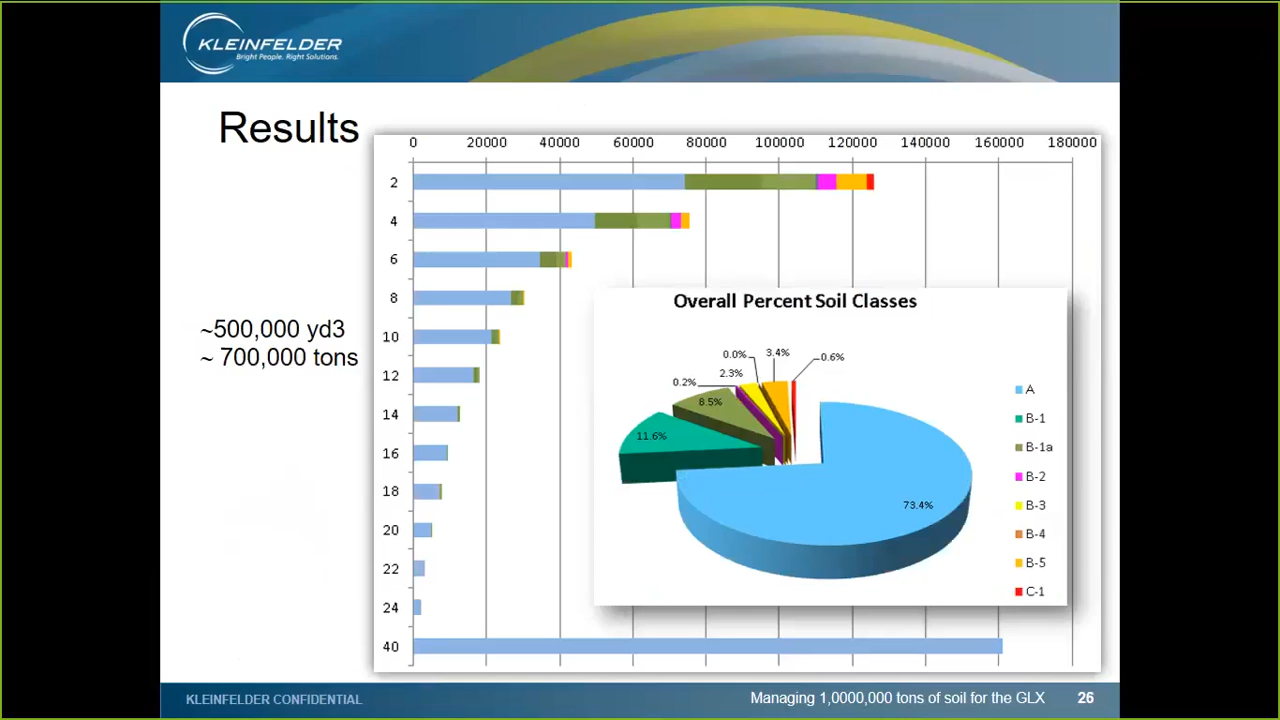 KLEINFELDER
Bright People. Right Solutions.
Results
0 20000 40000 60000 80000 100000 120000 140000 160000 180000
2
4
6
8
10
12
14
16
18
20
22
24
40
~500,000 yd3
~ 700,000 tons
Overall Percent Soil Classes
0.0%
3.4%
0.6%
2.3%
0.2%
8.5%
11.6%
73.4%
A
B-1
B-1a
B-2
B-3
B-4
B-5
C-1
KLEINFELDER CONFIDENTIAL
Managing 1,0000,000 tons of soil for the GLX 26